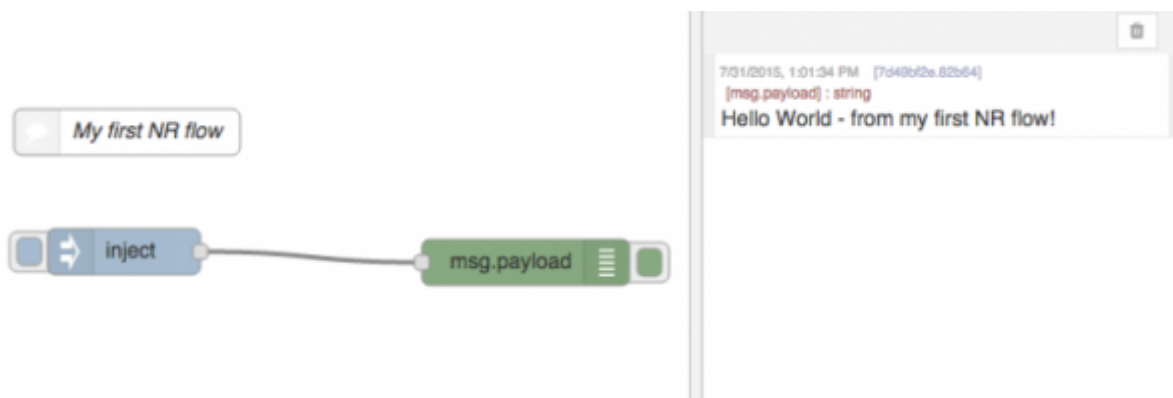 My first NR flow
inject
msg.payload
7/31/2015, 1:01:34 PM [7d49bf2e.82b64]
[msg.payload] : string
Hello World - from my first NR flow!